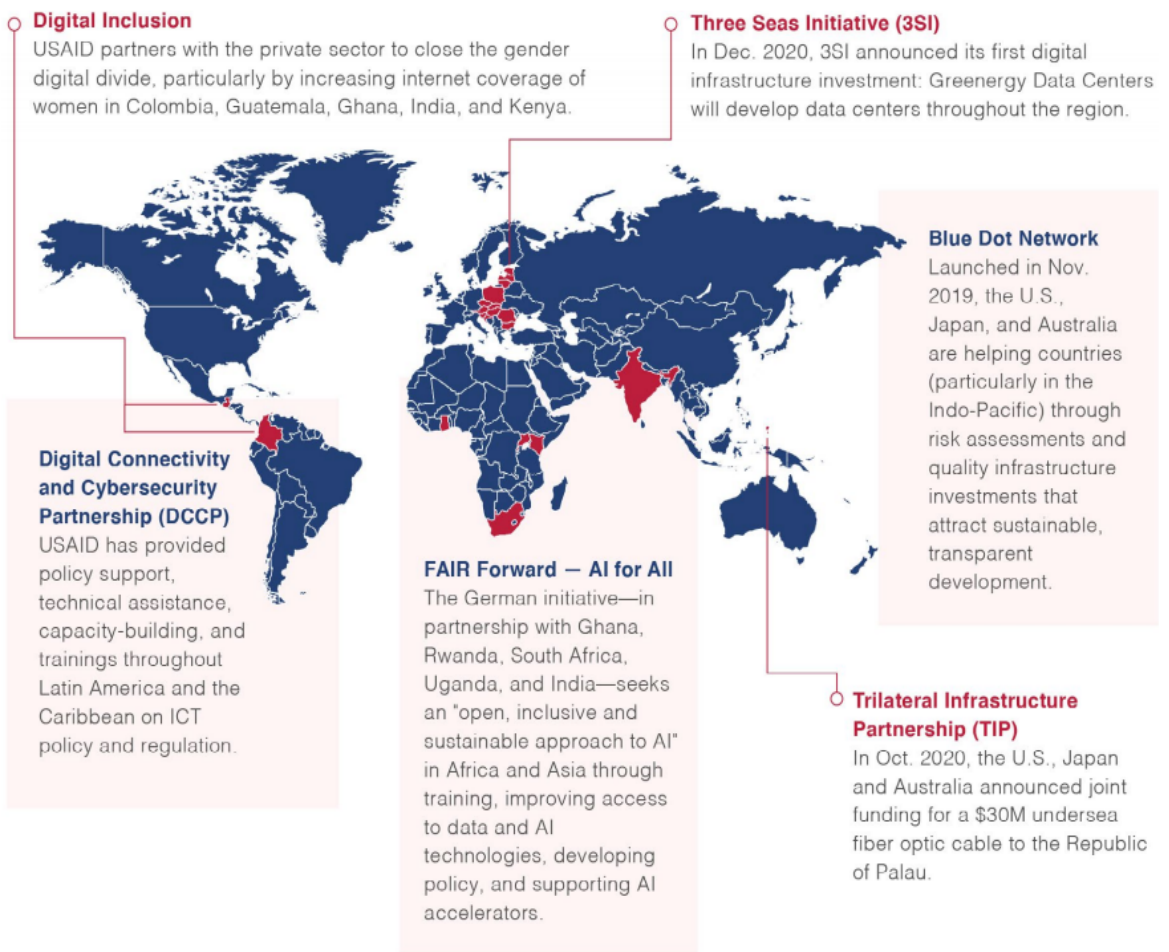 Digital Inclusion
USAID partners with the private sector to close the gender
digital divide, particularly by increasing internet coverage of
women in Colombia, Guatemala, Ghana, India, and Kenya.
Three Seas Initiative (3SI)
In Dec. 2020, 3SI announced its first digital
infrastructure investment: Greenergy Data Centers
will develop data centers throughout the region.
Blue Dot Network
Launched in Nov.
2019, the U.S.,
Japan, and Australia
are helping countries
(particularly in the
Indo-Pacific) through
risk assessments and
quality infrastructure
investments that
attract sustainable,
transparent
development.
Digital Connectivity
and Cybersecurity
Partnership (DCCP)
USAID has provided
policy support,
technical assistance,
capacity-building, and
trainings throughout
Latin America and the
Caribbean on ICT
policy and regulation.
FAIR Forward — AI for All
The German initiative—in
partnership with Ghana,
Rwanda, South Africa,
Uganda, and India—seeks
an "open, inclusive and
sustainable approach to AI"
in Africa and Asia through
training, improving access
to data and AI
technologies, developing
policy, and supporting AI
accelerators.
Trilateral Infrastructure
Partnership (TIP)
In Oct. 2020, the U.S., Japan
and Australia announced joint
funding for a $30M undersea
fiber optic cable to the Republic
of Palau.